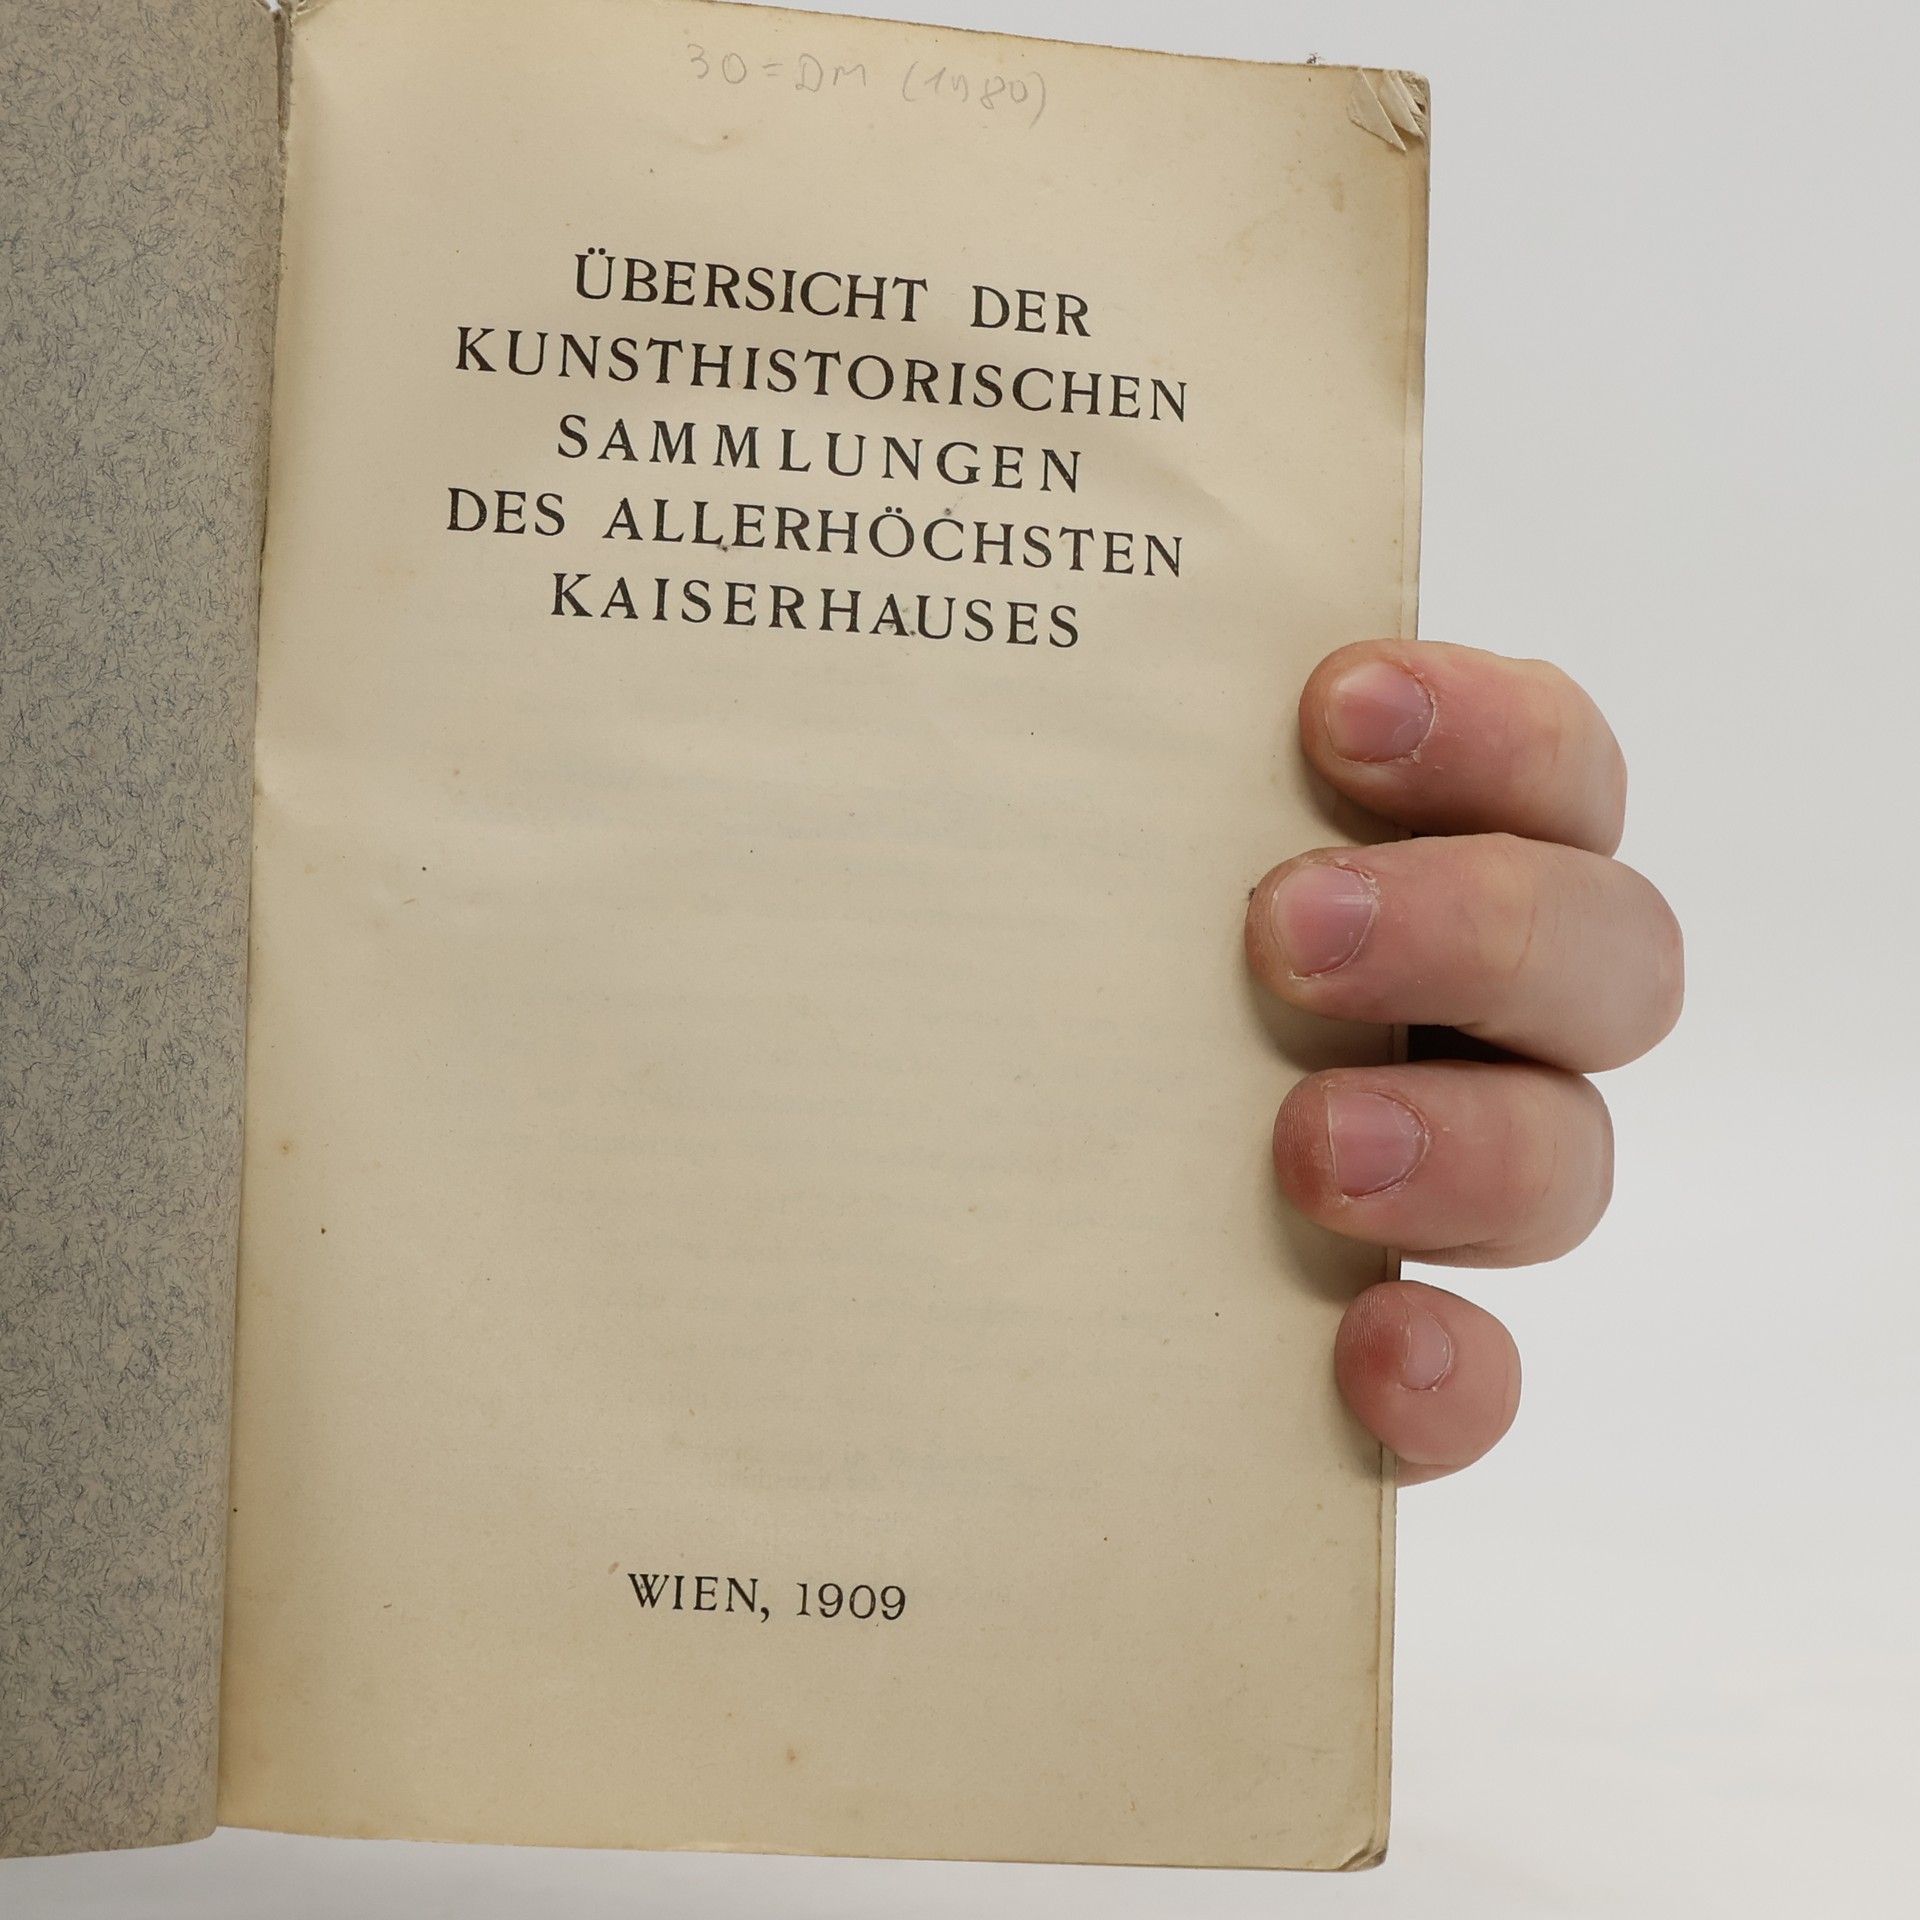 30=DM (1980)
ÜBERSICHT DER
KUNSTHISTORISCHEN
SAMMLUNGEN
DES ALLERHÖCHSTEN
KAISERHAUSES
WIEN, 1909